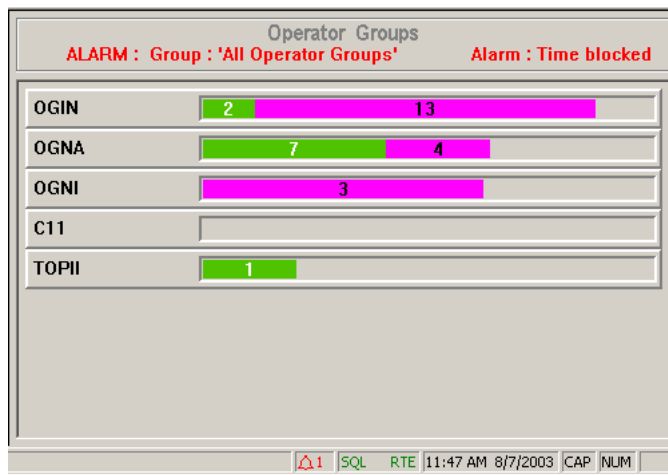 Operator Groups
ALARM : Group : 'All Operator Groups' Alarm : Time blocked
OGIN 2 13
OGNA 7 4
OGNI 3
C11
TOPII 1
1 SQL RTE 11:47 AM 8/7/2003 CAP NUM